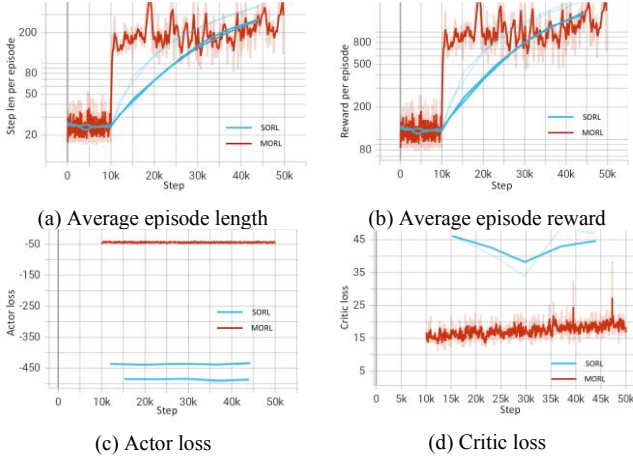 200
80
50
20
Step len per episode
SORL
MORL
0 10k 20k 30k 40k 50k
Step
(a) Average episode length
800
500
200
80
Reward per episode
SORL
MORL
0 10k 20k 30k 40k 50k
Step
(b) Average episode reward
-50
-150
-250
-350
-450
Actor loss
SORL
MORL
0 10k 20k 30k 40k 50k
Step
(c) Actor loss
45
35
25
15
5
Critic loss
SORL
MORL
0 5k 10k 15k 20k 25k 30k 35k 40k 45k 50k
Step
(d) Critic loss